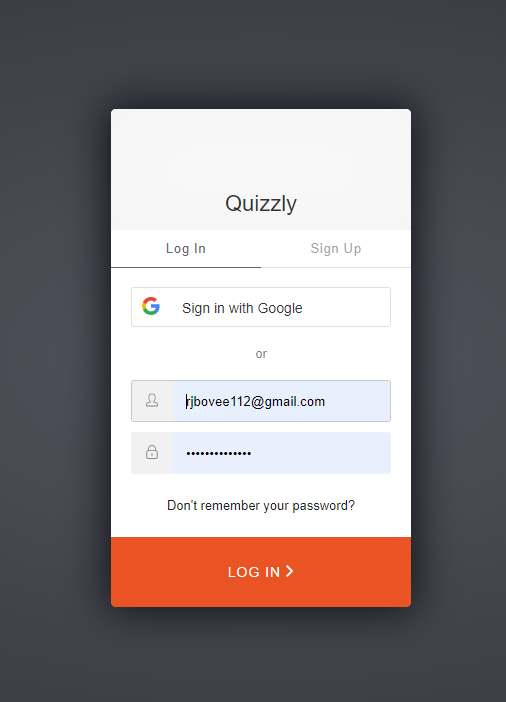 Quizzly
Log In
Sign Up
Sign in with Google
or
rjbovee112@gmail.com
••••••••••••••
Don't remember your password?
LOG IN